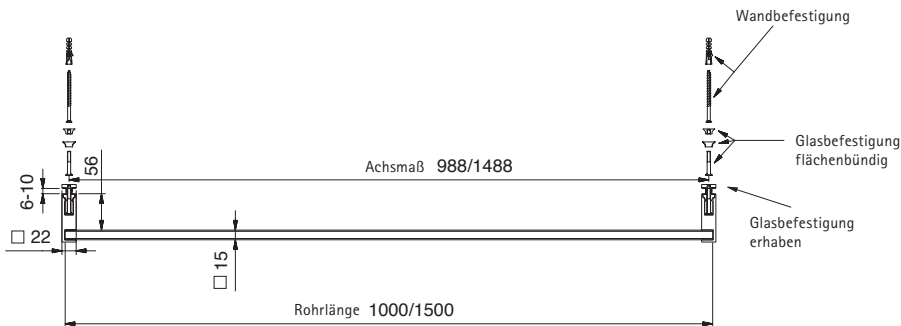 Wandbefestigung
Glasbefestigung
flächenbündig
Achsmaß 988/1488
56
6-10
Glasbefestigung
erhaben
□ 22
□ 15
Rohrlänge 1000/1500